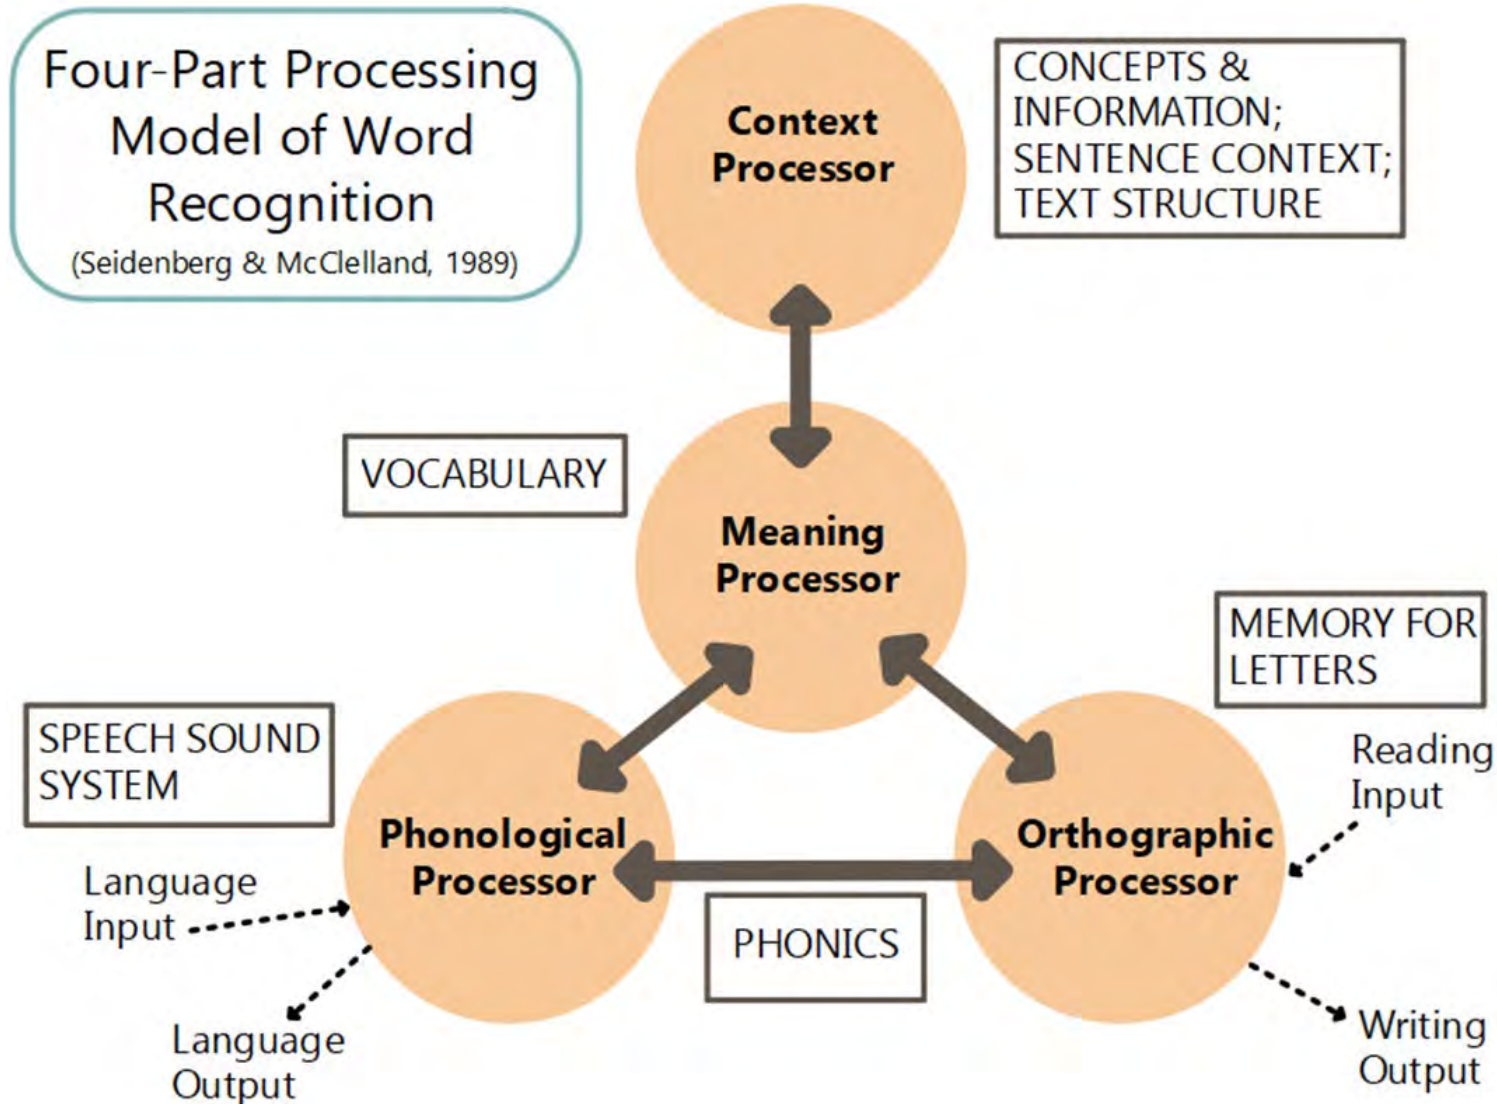 Four-Part Processing
Model of Word
Recognition
(Seidenberg & McClelland, 1989)
Context
Processor
CONCEPTS &
INFORMATION;
SENTENCE CONTEXT;
TEXT STRUCTURE
VOCABULARY
Meaning
Processor
MEMORY FOR
LETTERS
SPEECH SOUND
SYSTEM
Reading
Input
Phonological
Processor
Orthographic
Processor
Language
Input
PHONICS
Language
Output
Writing
Output